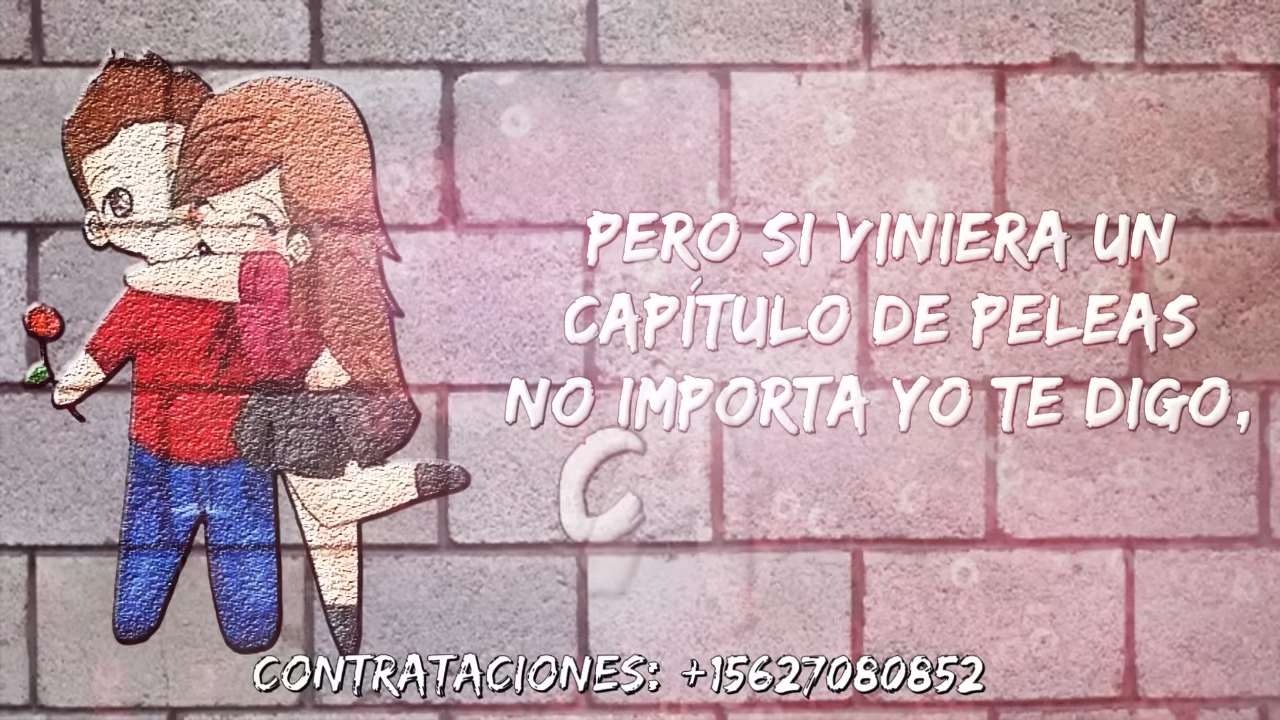 PERO SI VINIERA UN
CAPÍTULO DE PELEAS
NO IMPORTA YO TE DIGO,
C
CONTRATACIONES: +15627080852